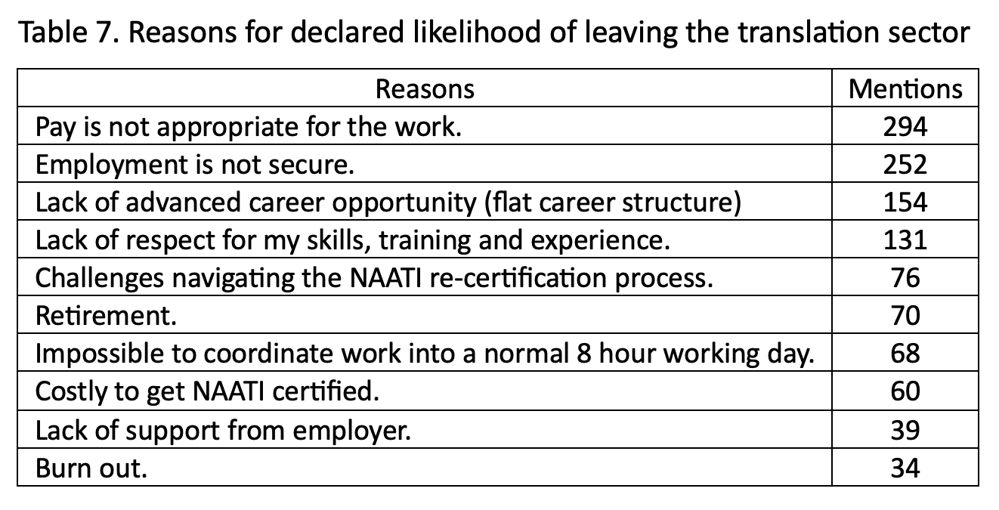 Table 7. Reasons for declared likelihood of leaving the translation sector
Reasons Mentions
Pay is not appropriate for the work. 294
Employment is not secure. 252
Lack of advanced career opportunity (flat career structure) 154
Lack of respect for my skills, training and experience. 131
Challenges navigating the NAATI re-certification process. 76
Retirement. 70
Impossible to coordinate work into a normal 8 hour working day. 68
Costly to get NAATI certified. 60
Lack of support from employer. 39
Burn out. 34